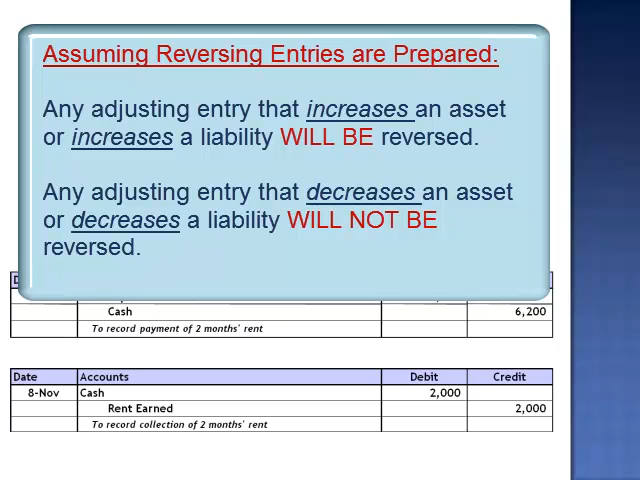 Assuming Reversing Entries are Prepared:
Any adjusting entry that increases an asset
or increases a liability WILL BE reversed.
Any adjusting entry that decreases an asset
or decreases a liability WILL NOT BE
reversed.
Cash 6,200
To record payment of 2 months' rent
Date Accounts Debit Credit
8-Nov Cash 2,000
Rent Earned 2,000
To record collection of 2 months' rent